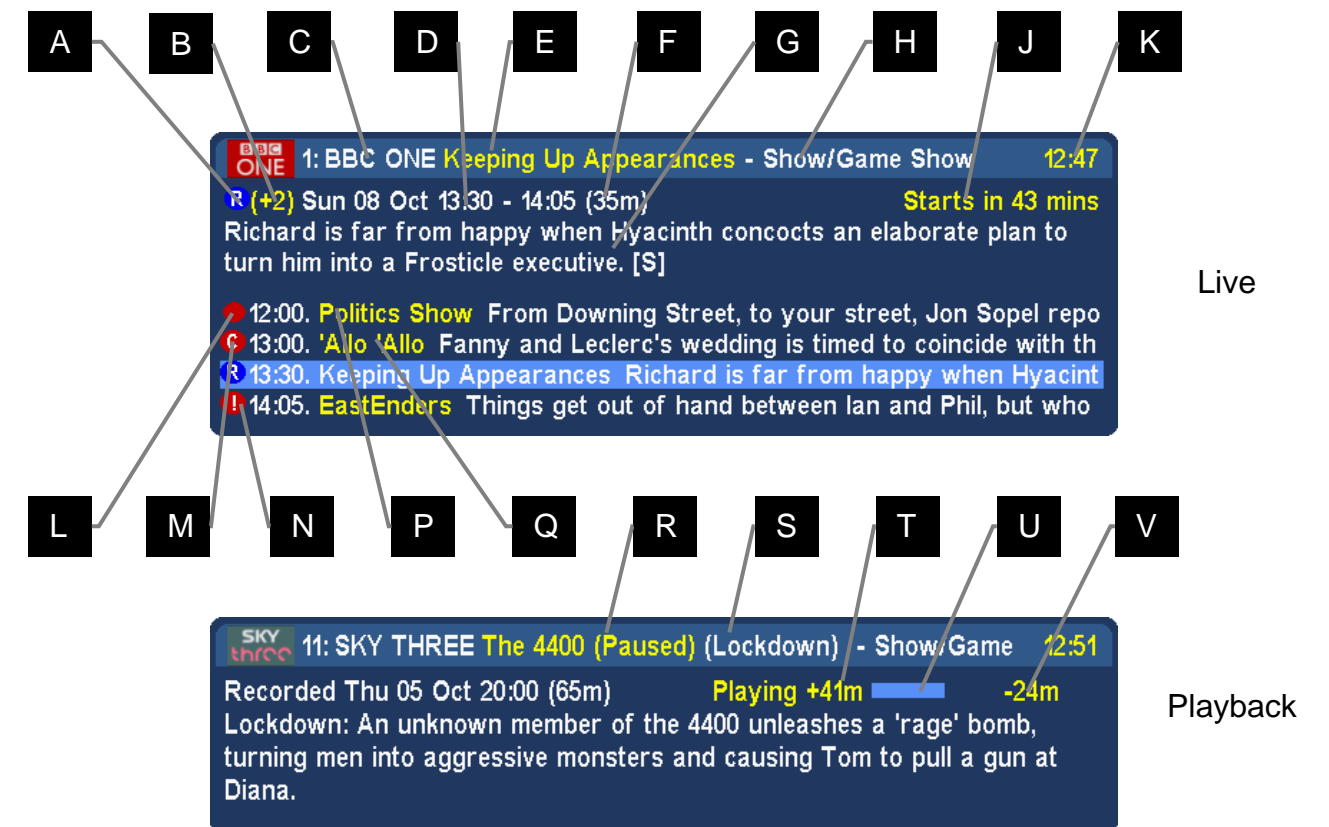 A B C D E F G H J K
BBC
ONE
1: BBC ONE Keeping Up Appearances - Show/Game Show 12:47
R (+2) Sun 08 Oct 13:30 - 14:05 (35m) Starts in 43 mins
Richard is far from happy when Hyacinth concocts an elaborate plan to
turn him into a Frosticle executive. [S]
Live
12:00. Politics Show From Downing Street, to your street, Jon Sopel repo
C 13:00. 'Allo 'Allo Fanny and Leclerc's wedding is timed to coincide with th
R 13:30. Keeping Up Appearances Richard is far from happy when Hyacint
! 14:05. EastEnders Things get out of hand between Ian and Phil, but who
L M N P Q R S T U V
SKY
three
11: SKY THREE The 4400 (Paused) (Lockdown) - Show/Game 12:51
Recorded Thu 05 Oct 20:00 (65m) Playing +41m -24m
Playback
Lockdown: An unknown member of the 4400 unleashes a 'rage' bomb,
turning men into aggressive monsters and causing Tom to pull a gun at
Diana.